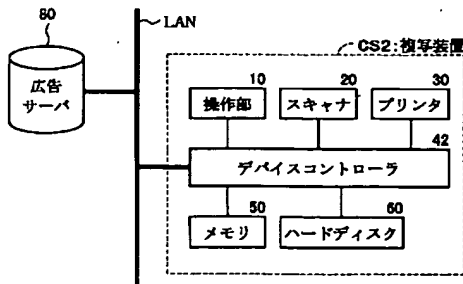 80
LAN
CS2:複写装置
広告
サーバ
10
20
30
操作部
スキャナ
プリンタ
42
デバイスコントローラ
50
60
メモリ
ハードディスク